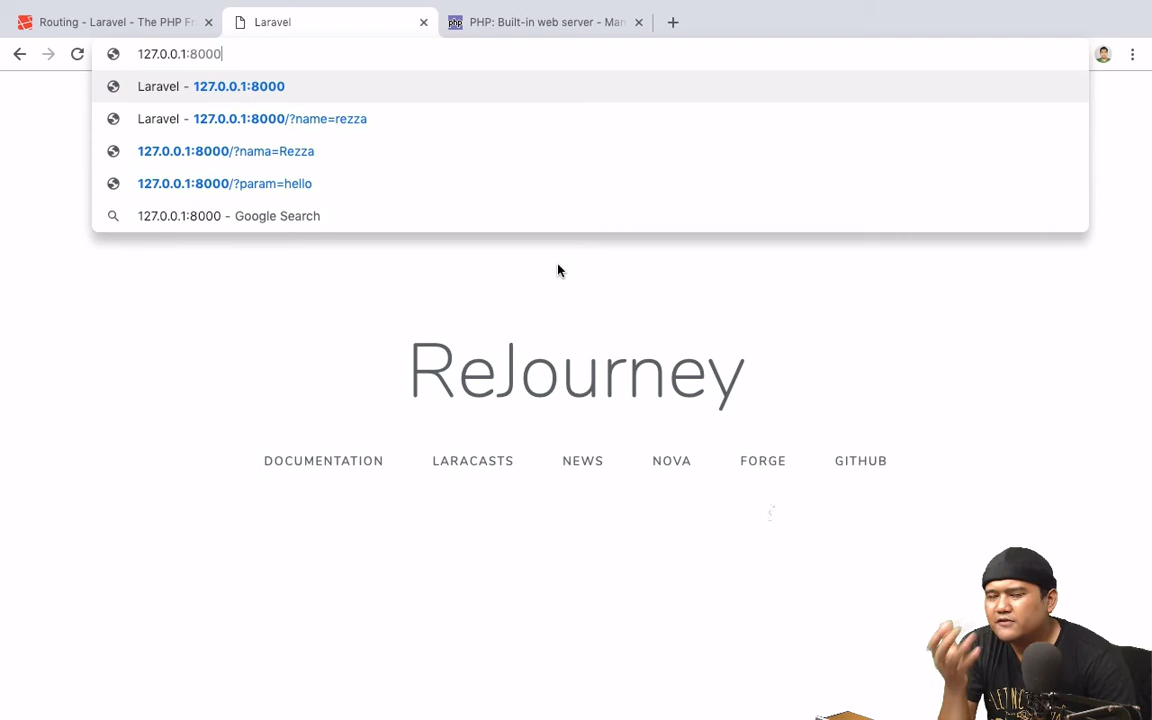 Routing - Laravel - The PHP Fr
Laravel
PHP: Built-in web server - Man
127.0.0.1:8000
Laravel - 127.0.0.1:8000
Laravel - 127.0.0.1:8000/?name=rezza
127.0.0.1:8000/?nama=Rezza
127.0.0.1:8000/?param=hello
127.0.0.1:8000 - Google Search
ReJourney
DOCUMENTATION LARACASTS NEWS NOVA FORGE GITHUB